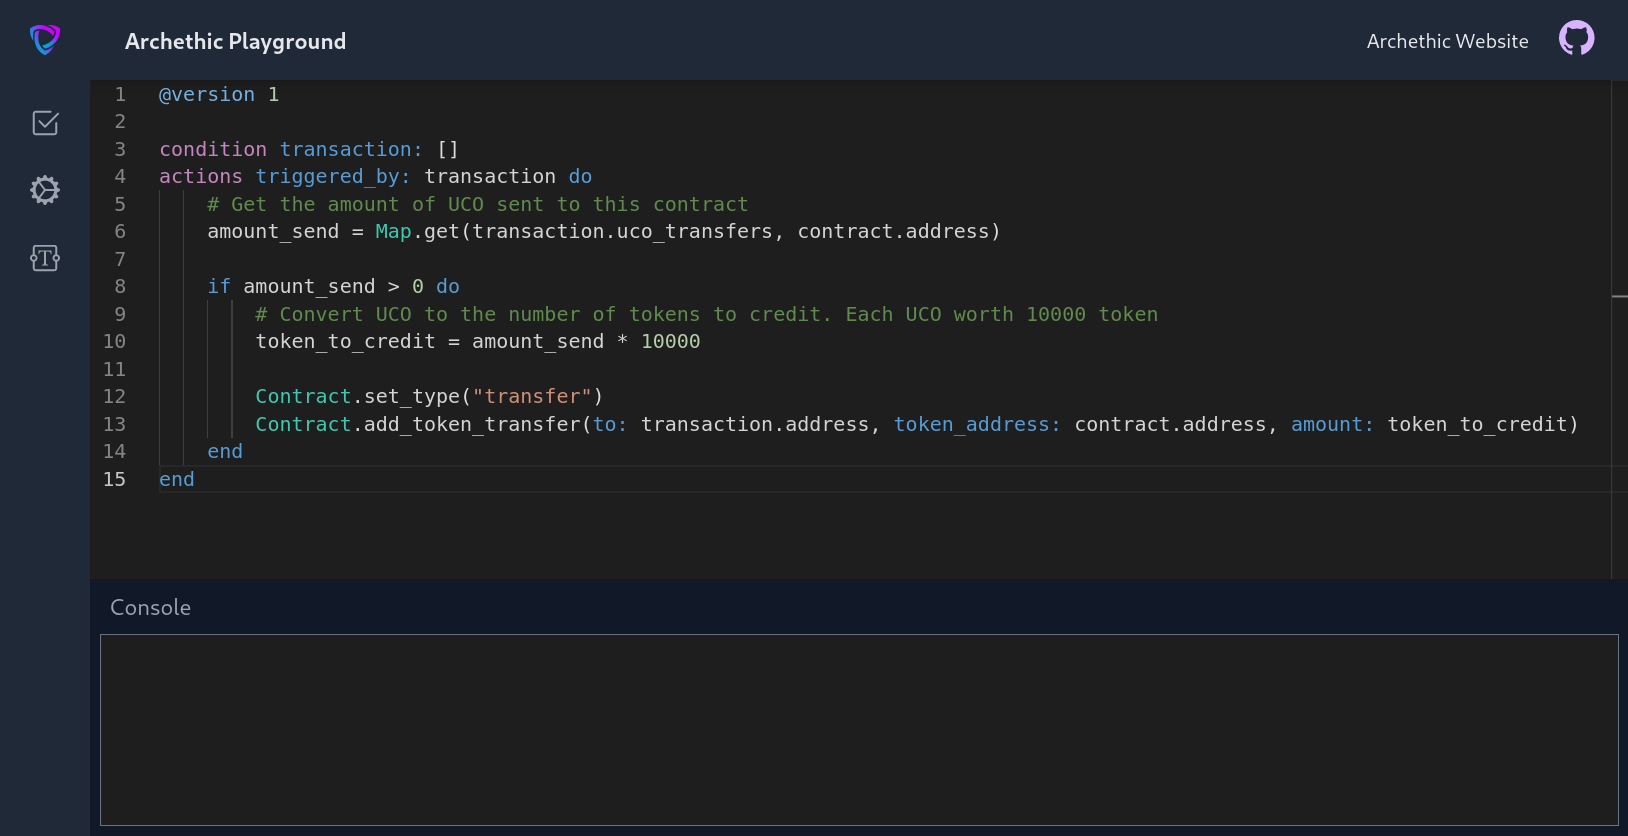 Archethic Playground
Archethic Website
1 @version 1
2
3 condition transaction: []
4 actions triggered_by: transaction do
5 # Get the amount of UCO sent to this contract
6 amount_send = Map.get(transaction.uco_transfers, contract.address)
7
8 if amount_send > 0 do
9 # Convert UCO to the number of tokens to credit. Each UCO worth 10000 token
10 token_to_credit = amount_send * 10000
11
12 Contract.set_type("transfer")
13 Contract.add_token_transfer(to: transaction.address, token_address: contract.address, amount: token_to_credit)
14 end
15 end
Console